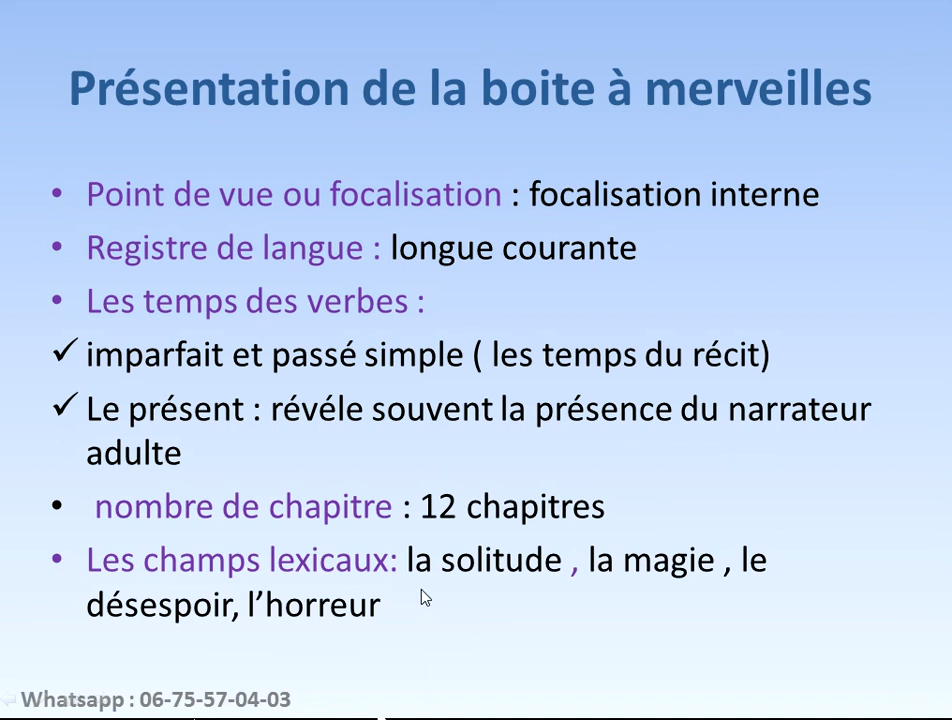 Présentation de la boite à merveilles
• Point de vue ou focalisation : focalisation interne
• Registre de langue : longue courante
• Les temps des verbes :
✓ imparfait et passé simple ( les temps du récit)
✓ Le présent : révéle souvent la présence du narrateur
adulte
• nombre de chapitre : 12 chapitres
• Les champs lexicaux: la solitude , la magie , le
désespoir, l’horreur
Whatsapp : 06-75-57-04-03